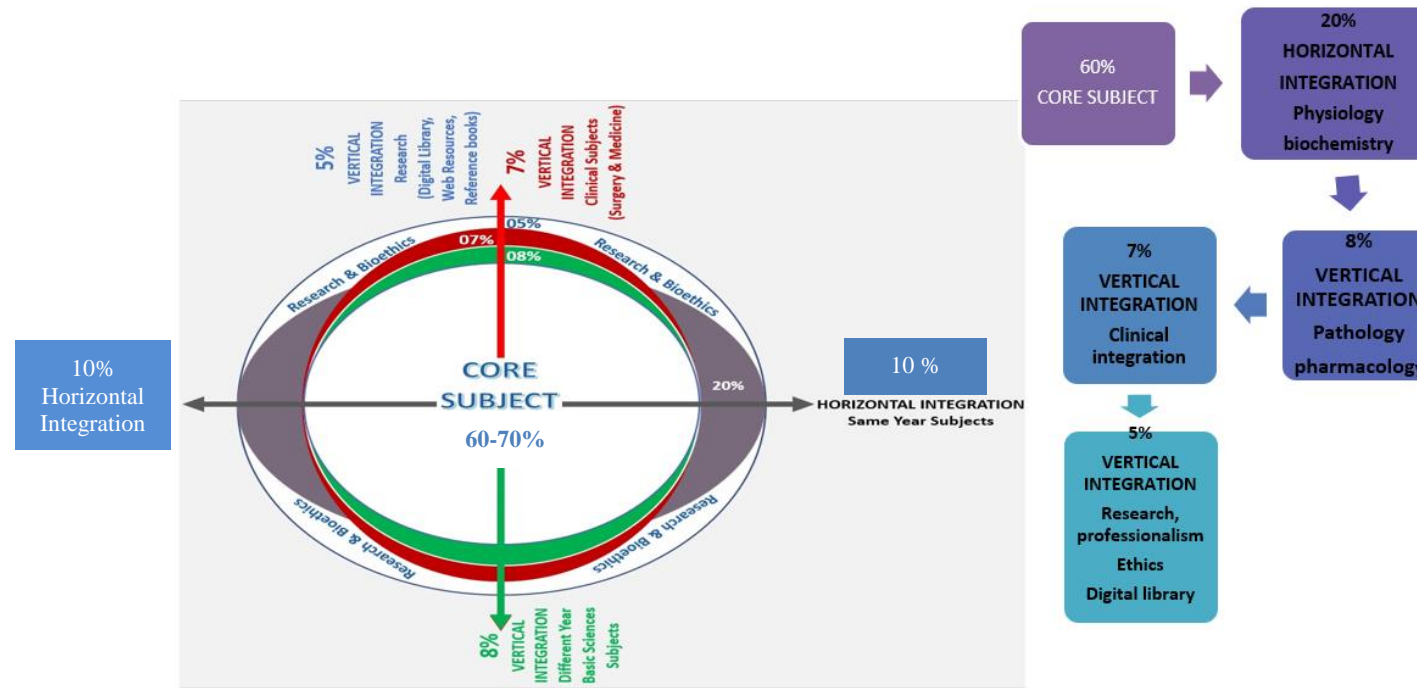 5%
VERTICAL
INTEGRATION
Research
(Digital Library,
Web Resources,
Reference books)
7%
VERTICAL
INTEGRATION
Clinical Subjects
(Surgery & Medicine)
05%
07%
08%
Research & Bioethics
Research & Bioethics
10%
Horizontal
Integration
CORE
SUBJECT
60-70%
20%
10 %
HORIZONTAL INTEGRATION
Same Year Subjects
Research & Bioethics
Research & Bioethics
8%
VERTICAL
INTEGRATION
Different Year
Basic Sciences
Subjects
60%
CORE SUBJECT
20%
HORIZONTAL
INTEGRATION
Physiology
biochemistry
8%
VERTICAL
INTEGRATION
Pathology
pharmacology
7%
VERTICAL
INTEGRATION
Clinical
integration
5%
VERTICAL
INTEGRATION
Research,
professionalism
Ethics
Digital library